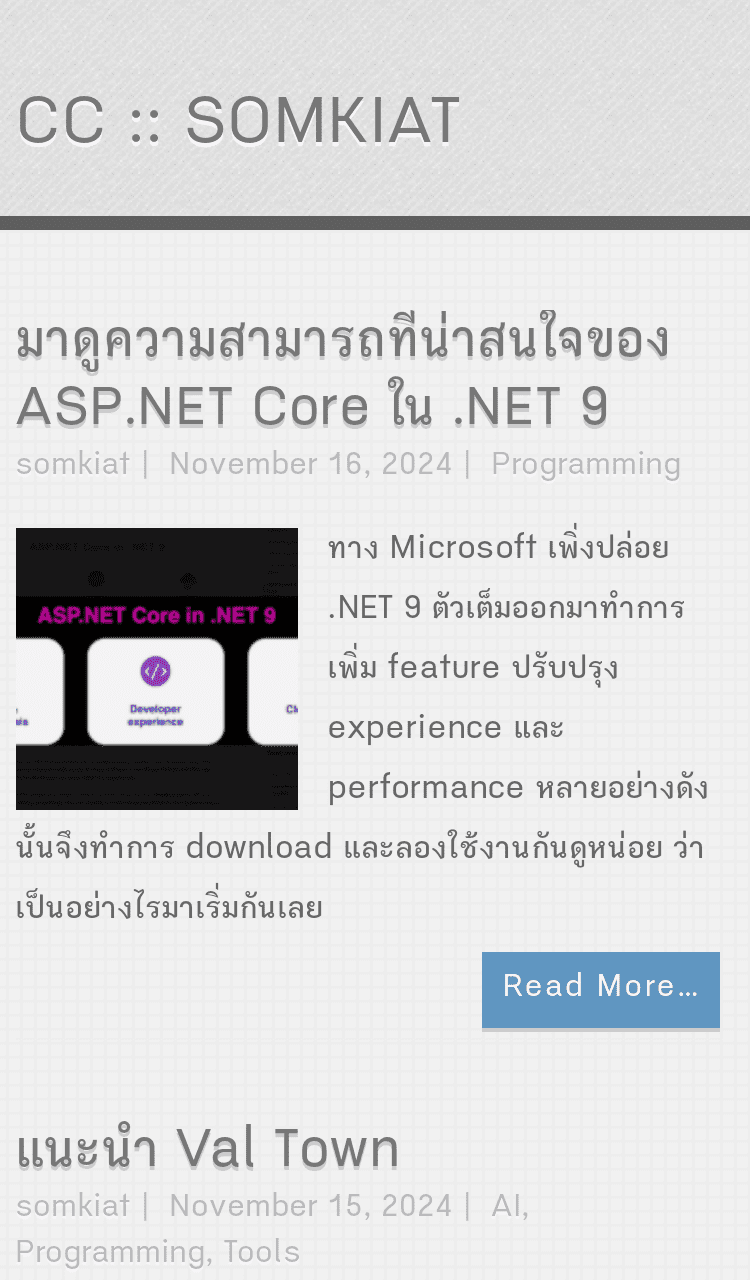 CC :: SOMKIAT
มาดูความสามารถที่น่าสนใจของ
ASP.NET Core ใน .NET 9
somkiat | November 16, 2024 | Programming
ASP.NET Core in .NET 9
Developer
experience
ทาง Microsoft เพิ่งปล่อย
.NET 9 ตัวเต็มออกมาทำการ
เพิ่ม feature ปรับปรุง
experience และ
performance หลายอย่างดัง
นั้นจึงทำการ download และลองใช้งานกันดูหน่อย ว่า
เป็นอย่างไรมาเริ่มกันเลย
Read More...
แนะนำ Val Town
somkiat | November 15, 2024 | AI,
Programming, Tools